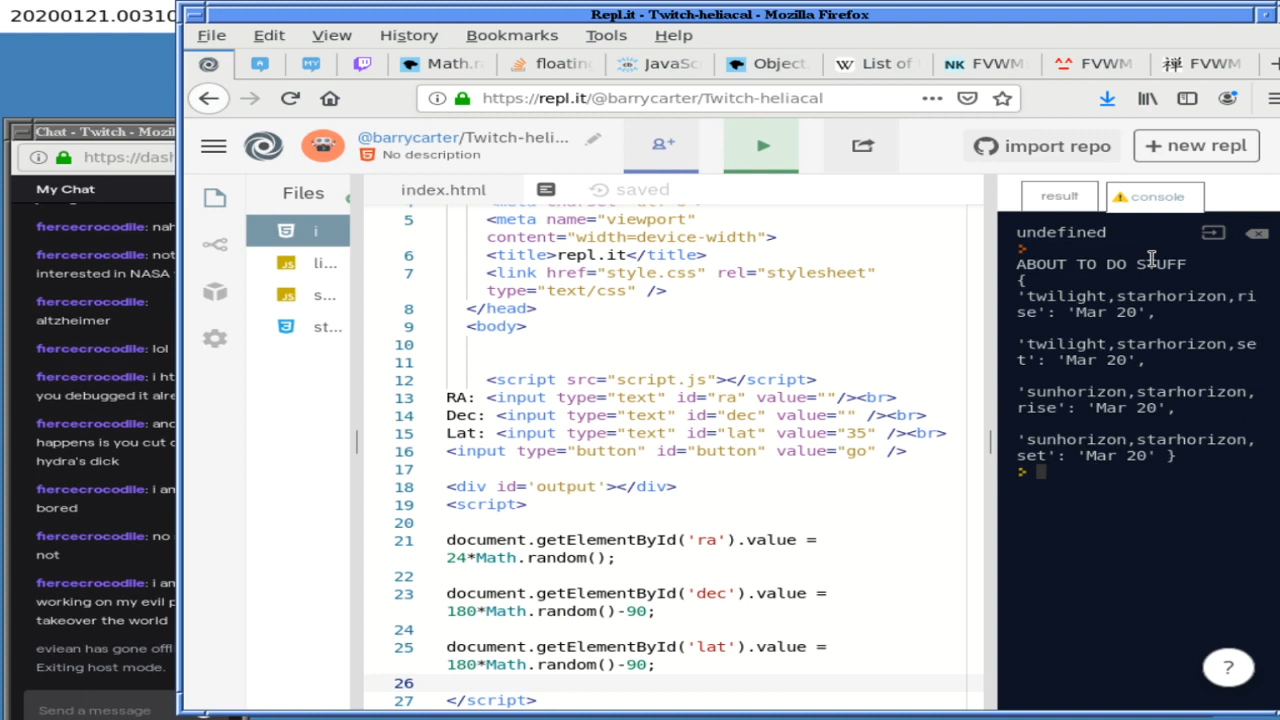 20200121.00310
Repl.it - Twitch-heliacal - Mozilla Firefox
File Edit View History Bookmarks Tools Help
MY Math.r floatin JavaSc Object. W List of NK FVWM FVWM 禅 FVWM
https://repl.it/@barrycarter/Twitch-heliacal
Chat - Twitch - Mozil
https://dash
My Chat
fiercecrocodile: nah
fiercecrocodile: not
interested in NASA
fiercecrocodile:
altzheimer
fiercecrocodile: lol
fiercecrocodile: i ht
you debugged it alre
fiercecrocodile: and
happens is you cut c
hydra's dick
fiercecrocodile: i an
bored
fiercecrocodile: no
not
fiercecrocodile: i an
working on my evil p
takeover the world
eviean has gone offl
Exiting host mode.
Send a message
@barrycarter/Twitch-heli...
No description
import repo
+ new repl
Files
i
li...
s...
st...
index.html
saved
5 <meta name="viewport"
content="width=device-width">
6 <title>repl.it</title>
7 <link href="style.css" rel="stylesheet"
type="text/css" />
8 </head>
9 <body>
10
11
12 <script src="script.js"></script>
13 RA: <input type="text" id="ra" value=""/><br>
14 Dec: <input type="text" id="dec" value="" /><br>
15 Lat: <input type="text" id="lat" value="35" /><br>
16 <input type="button" id="button" value="go" />
17
18 <div id='output'></div>
19 <script>
20
21 document.getElementById('ra').value =
24*Math.random();
22
23 document.getElementById('dec').value =
180*Math.random()-90;
24
25 document.getElementById('lat').value =
180*Math.random()-90;
26
27 </script>
result
console
undefined
>
ABOUT TO DO STUFF
{
'twilight,starhorizon,ri
se': 'Mar 20',
'twilight,starhorizon,se
t': 'Mar 20',
'sunhorizon,starhorizon,
rise': 'Mar 20',
'sunhorizon,starhorizon,
set': 'Mar 20' }
>
?